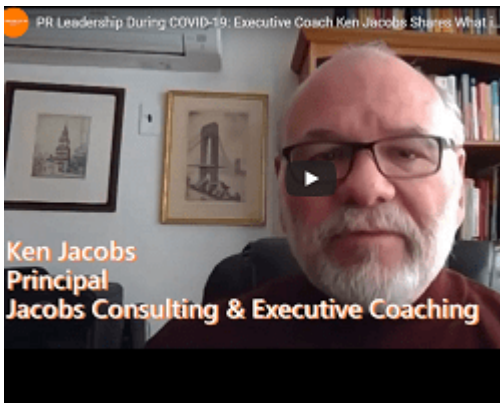 PR Leadership During COVID-19: Executive Coach Ken Jacobs Shares What i...
Ken Jacobs
Principal
Jacobs Consulting & Executive Coaching